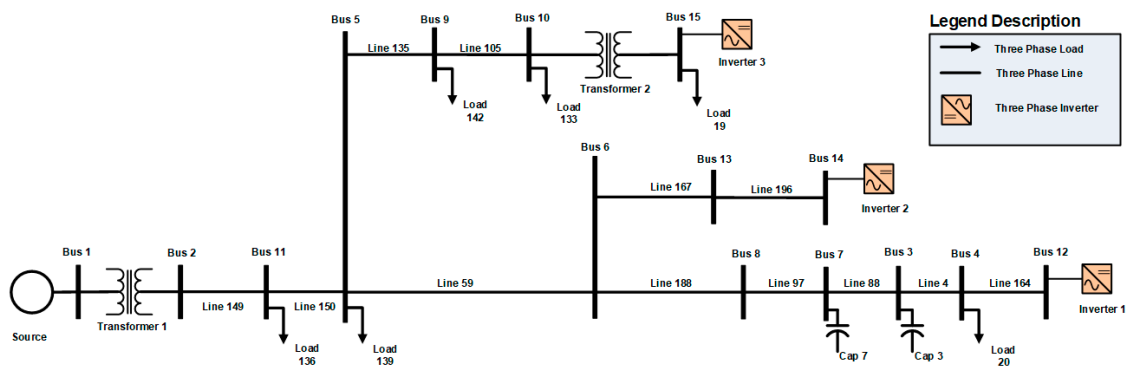 Legend Description
Three Phase Load
Three Phase Line
Three Phase Inverter
Bus 5
Bus 9
Bus 10
Bus 15
Line 135
Line 105
Inverter 3
Transformer 2
Load
142
Load
133
Load
19
Bus 6
Bus 13
Bus 14
Line 167
Line 196
Inverter 2
Bus 1
Bus 2
Bus 11
Bus 8
Bus 7
Bus 3
Bus 4
Bus 12
Line 59
Line 188
Line 97
Line 88
Line 4
Line 164
Line 149
Line 150
Inverter 1
Transformer 1
Source
Load
136
Load
139
Cap 7
Cap 3
Load
20